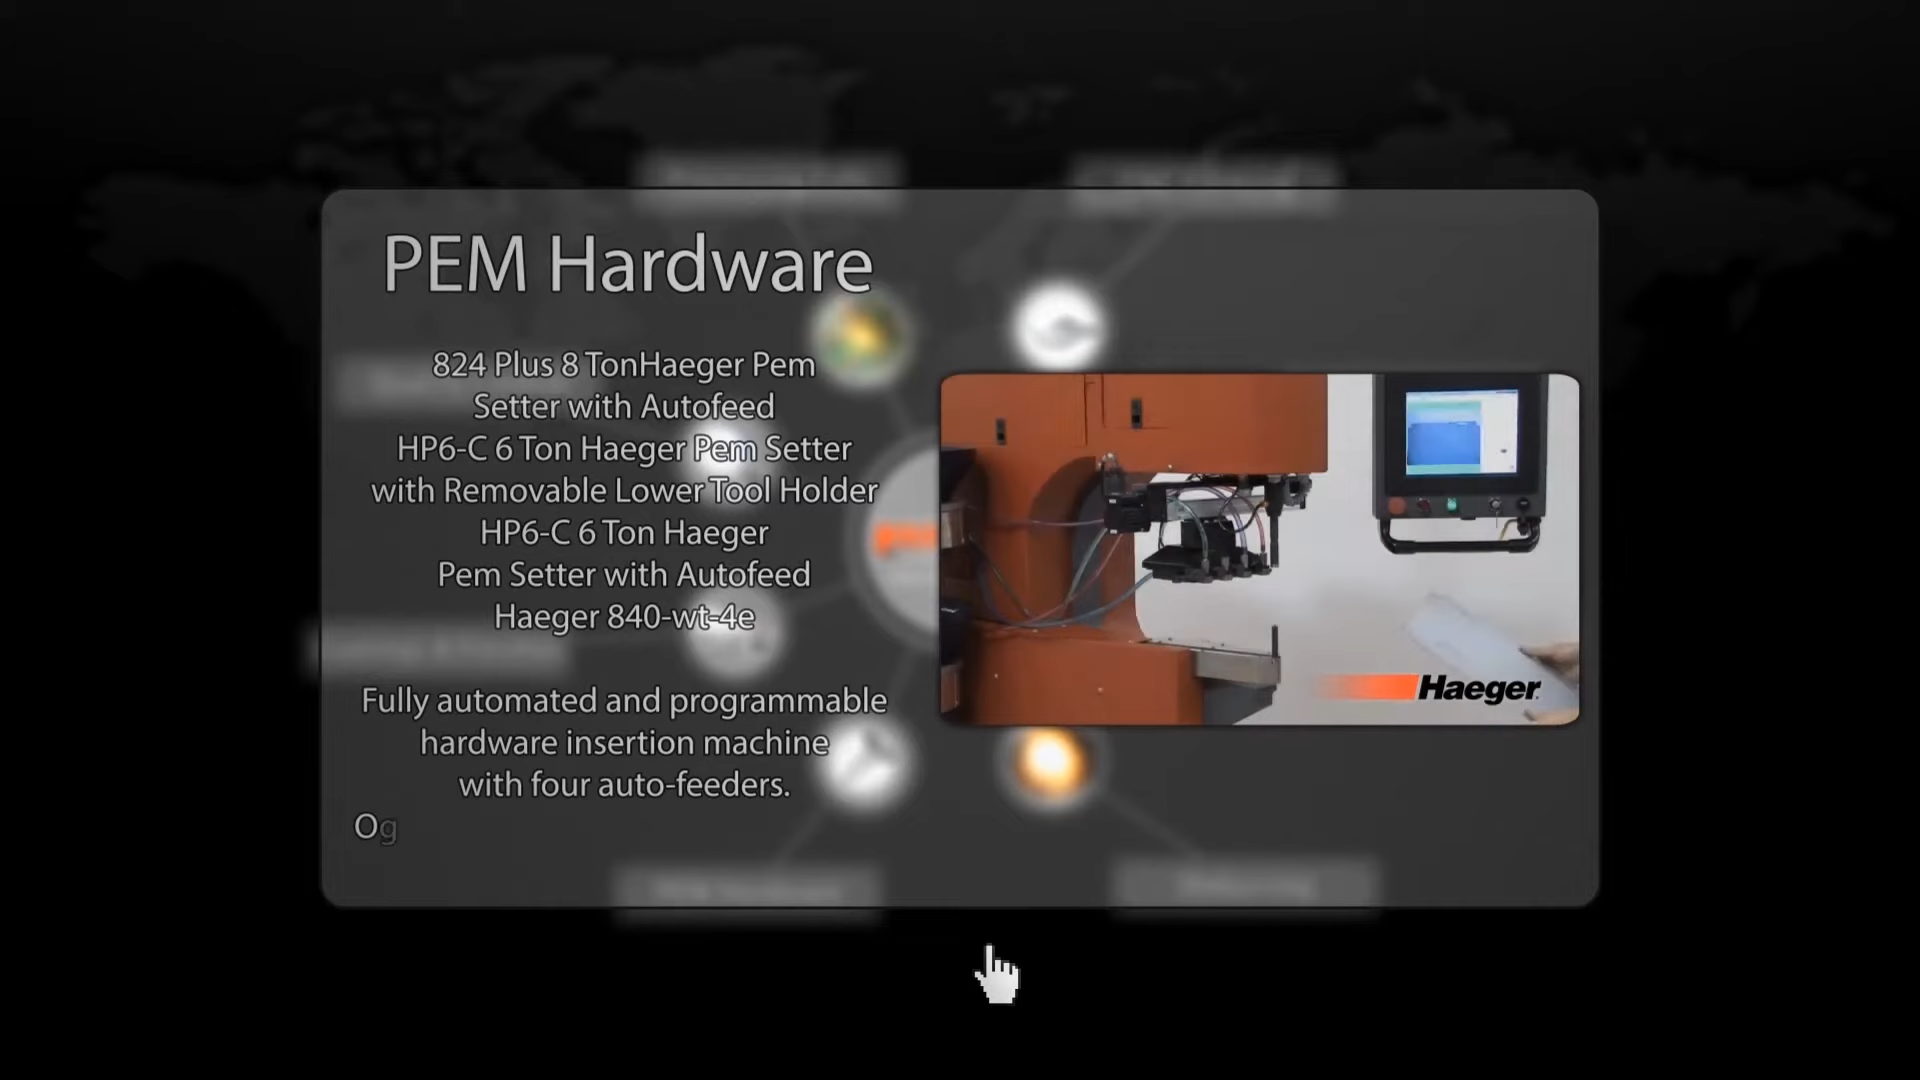 PEM Hardware
824 Plus 8 TonHaeger Pem
Setter with Autofeed
HP6-C 6 Ton Haeger Pem Setter
with Removable Lower Tool Holder
HP6-C 6 Ton Haeger
Pem Setter with Autofeed
Haeger 840-wt-4e
Fully automated and programmable
hardware insertion machine
with four auto-feeders.
Og
Haeger